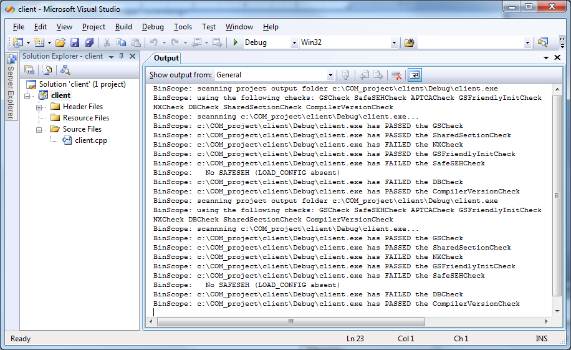 client - Microsoft Visual Studio
File Edit View Project Build Debug Tools Test Window Help
Debug Win32
Server Explorer
Solution Explorer - client
Solution 'client' (1 project)
client
Header Files
Resource Files
Source Files
client.cpp
Output
Show output from: General
BinScope: scanning project output folder c:\COM_project\client\Debug\client.exe
BinScope: using the following checks: GSCheck SafeSEHCheck APTCACheck GSFriendlyInitCheck
NXCheck DBCheck SharedSectionCheck CompilerVersionCheck
BinScope: scannning c:\COM_project\client\Debug\client.exe...
BinScope: c:\COM_project\client\Debug\client.exe has PASSED the GSCheck
BinScope: c:\COM_project\client\Debug\client.exe has PASSED the SharedSectionCheck
BinScope: c:\COM_project\client\Debug\client.exe has FAILED the NXCheck
BinScope: c:\COM_project\client\Debug\client.exe has PASSED the GSFriendlyInitCheck
BinScope: c:\COM_project\client\Debug\client.exe has FAILED the SafeSEHCheck
BinScope: No SAFESEH (LOAD_CONFIG absent)
BinScope: c:\COM_project\client\Debug\client.exe has FAILED the DBCheck
BinScope: c:\COM_project\client\Debug\client.exe has PASSED the CompilerVersionCheck
BinScope: scanning project output folder c:\COM_project\client\Debug\client.exe
BinScope: using the following checks: GSCheck SafeSEHCheck APTCACheck GSFriendlyInitCheck
NXCheck DBCheck SharedSectionCheck CompilerVersionCheck
BinScope: scannning c:\COM_project\client\Debug\client.exe...
BinScope: c:\COM_project\client\Debug\client.exe has PASSED the GSCheck
BinScope: c:\COM_project\client\Debug\client.exe has PASSED the SharedSectionCheck
BinScope: c:\COM_project\client\Debug\client.exe has FAILED the NXCheck
BinScope: c:\COM_project\client\Debug\client.exe has PASSED the GSFriendlyInitCheck
BinScope: c:\COM_project\client\Debug\client.exe has FAILED the SafeSEHCheck
BinScope: No SAFESEH (LOAD_CONFIG absent)
BinScope: c:\COM_project\client\Debug\client.exe has FAILED the DBCheck
BinScope: c:\COM_project\client\Debug\client.exe has PASSED the CompilerVersionCheck
Ready Ln 23 Col 1 Ch 1 INS